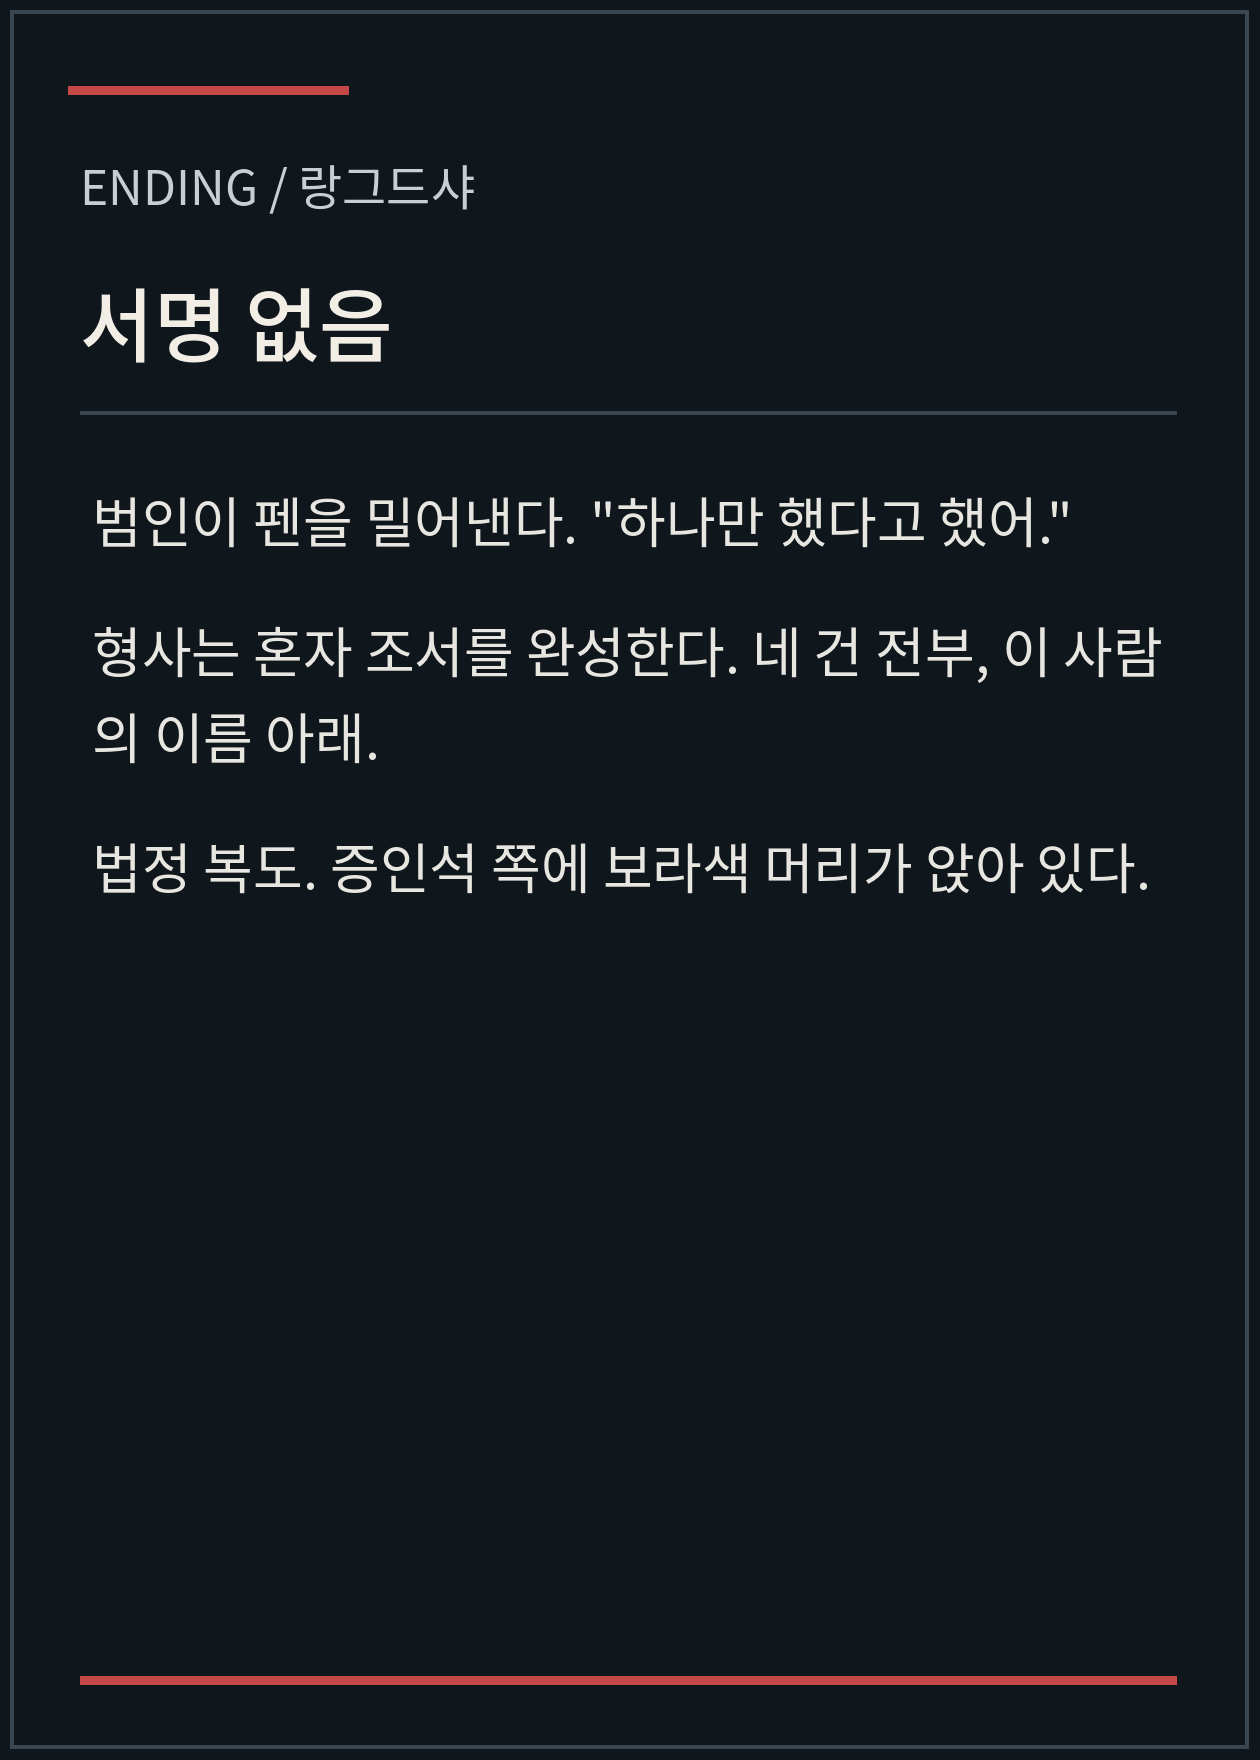 ENDING / 랑그드샤
서명 없음
범인이 펜을 밀어낸다. "하나만 했다고 했어."
형사는 혼자 조서를 완성한다. 네 건 전부, 이 사람
의 이름 아래.
법정 복도. 증인석 쪽에 보라색 머리가 앉아 있다.